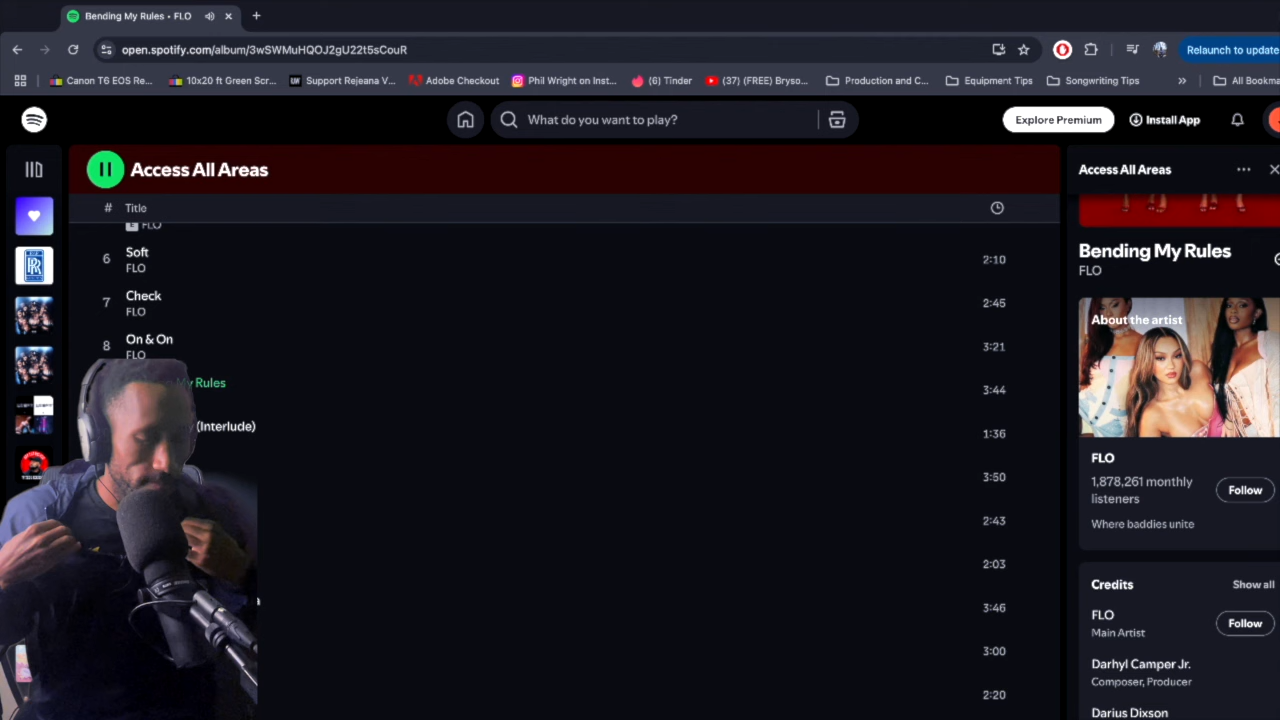 Bending My Rules • FLO
open.spotify.com/album/3wSWMuHQOJ2gU22t5sCouR
Relaunch to update
Canon T6 EOS Re...
10x20 ft Green Scr...
Support Rejeana V...
Adobe Checkout
Phil Wright on Inst...
(6) Tinder
(37) (FREE) Bryso...
Production and C...
Equipment Tips
Songwriting Tips
»
All Bookma
What do you want to play?
Explore Premium
Install App
Access All Areas
# Title
E FLO
6 Soft 2:10
FLO
7 Check 2:45
FLO
8 On & On 3:21
FLO
My Rules 3:44
(Interlude) 1:36
3:50
2:43
2:03
3:46
3:00
2:20
Access All Areas
Bending My Rules
FLO
About the artist
FLO
1,878,261 monthly
listeners
Follow
Where baddies unite
Credits
Show all
FLO
Main Artist
Follow
Darhyl Camper Jr.
Composer, Producer
Darius Dixson